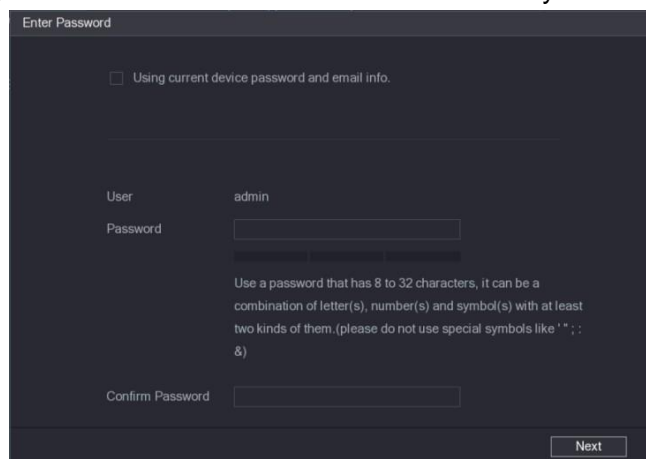 Enter Password
Using current device password and email info.
User admin
Password
Use a password that has 8 to 32 characters, it can be a
combination of letter(s), number(s) and symbol(s) with at least
two kinds of them.(please do not use special symbols like ' " ; :
&)
Confirm Password
Next